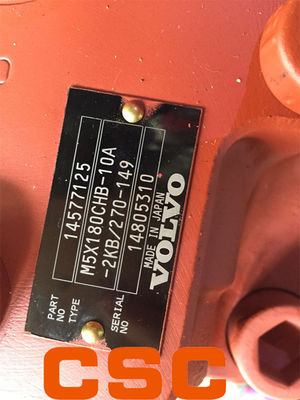 PART NO 14577125
TYPE M5X180CHB-10A
-2KB/270-149
SERIAL NO 14805310
MADE IN JAPAN
VOLVO
CSC